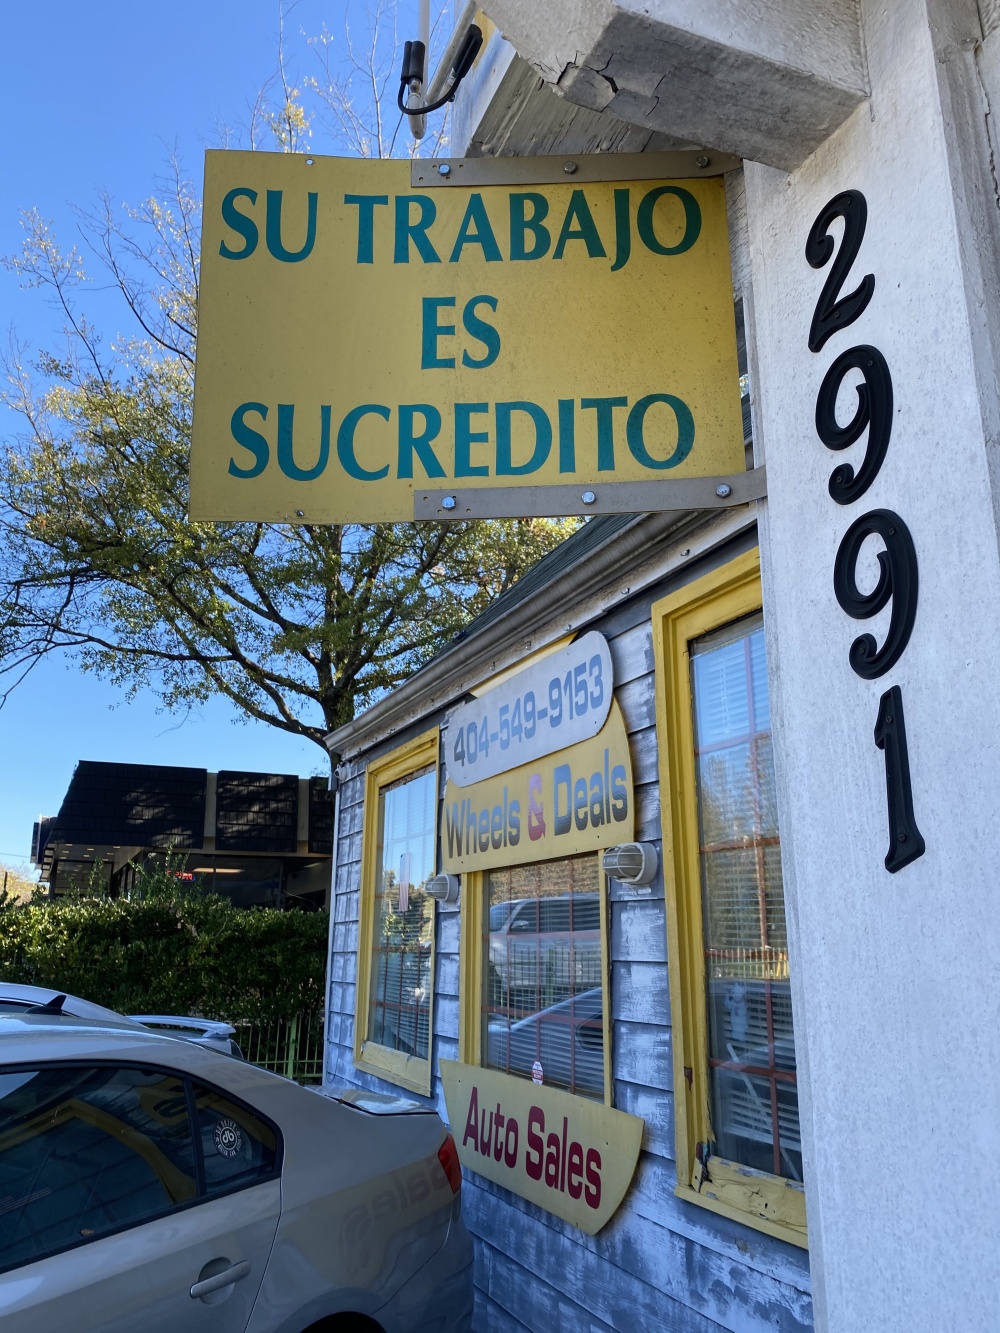 SU TRABAJO
ES
SUCREDITO
2991
404-549-9153
Wheels & Deals
Auto Sales